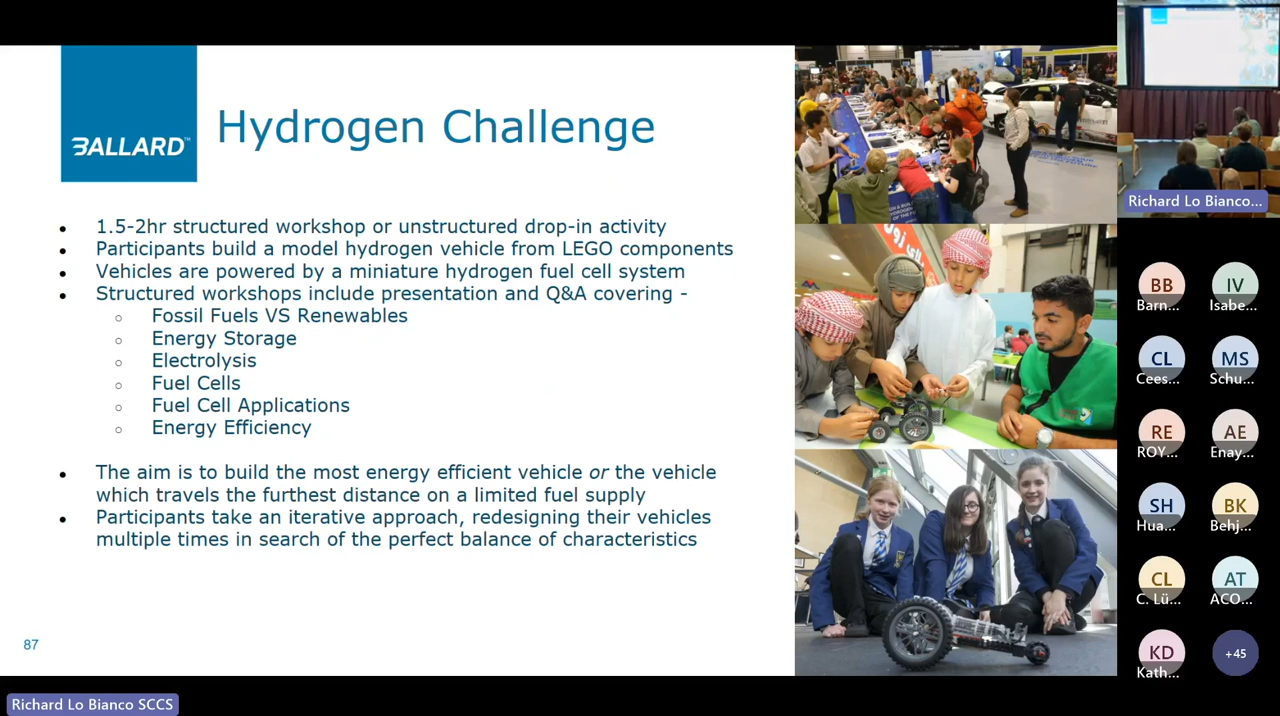 BALLARD™
Hydrogen Challenge
• 1.5-2hr structured workshop or unstructured drop-in activity
• Participants build a model hydrogen vehicle from LEGO components
• Vehicles are powered by a miniature hydrogen fuel cell system
• Structured workshops include presentation and Q&A covering -
○ Fossil Fuels VS Renewables
○ Energy Storage
○ Electrolysis
○ Fuel Cells
○ Fuel Cell Applications
○ Energy Efficiency
• The aim is to build the most energy efficient vehicle or the vehicle
which travels the furthest distance on a limited fuel supply
• Participants take an iterative approach, redesigning their vehicles
multiple times in search of the perfect balance of characteristics
87
Richard Lo Bianco SCCS
Richard Lo Bianco...
BB
Barn...
IV
Isabe...
CL
Cees...
MS
Schu...
RE
ROY...
AE
Enay...
SH
Hua...
BK
Behj...
CL
C. Lü...
AT
ACO...
KD
Kath...
+45